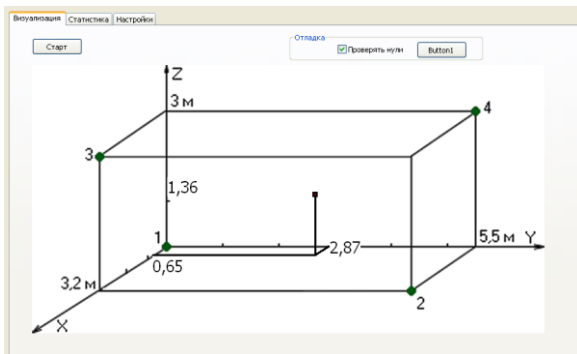 Визуализация Статистика Настройки
Отладка
Старт
Проверять нули
Button1
Z
3 м
4
3
1,36
1
2,87
5,5 м Y
0,65
3,2 м
2
X